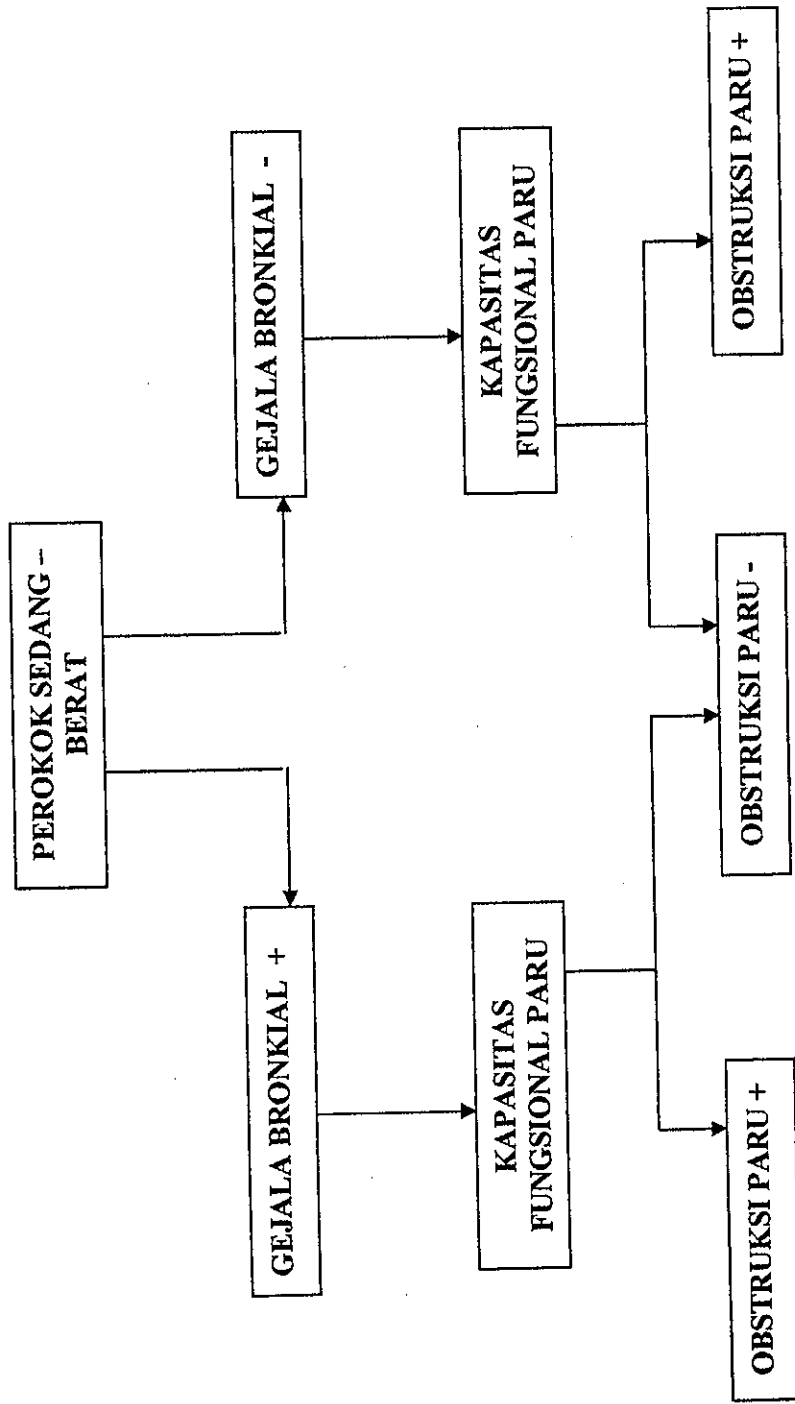 PEROKOK SEDANG –
BERAT
GEJALA BRONKIAL +
GEJALA BRONKIAL -
KAPASITAS
FUNGSIONAL PARU
KAPASITAS
FUNGSIONAL PARU
OBSTRUKSI PARU +
OBSTRUKSI PARU -
OBSTRUKSI PARU +